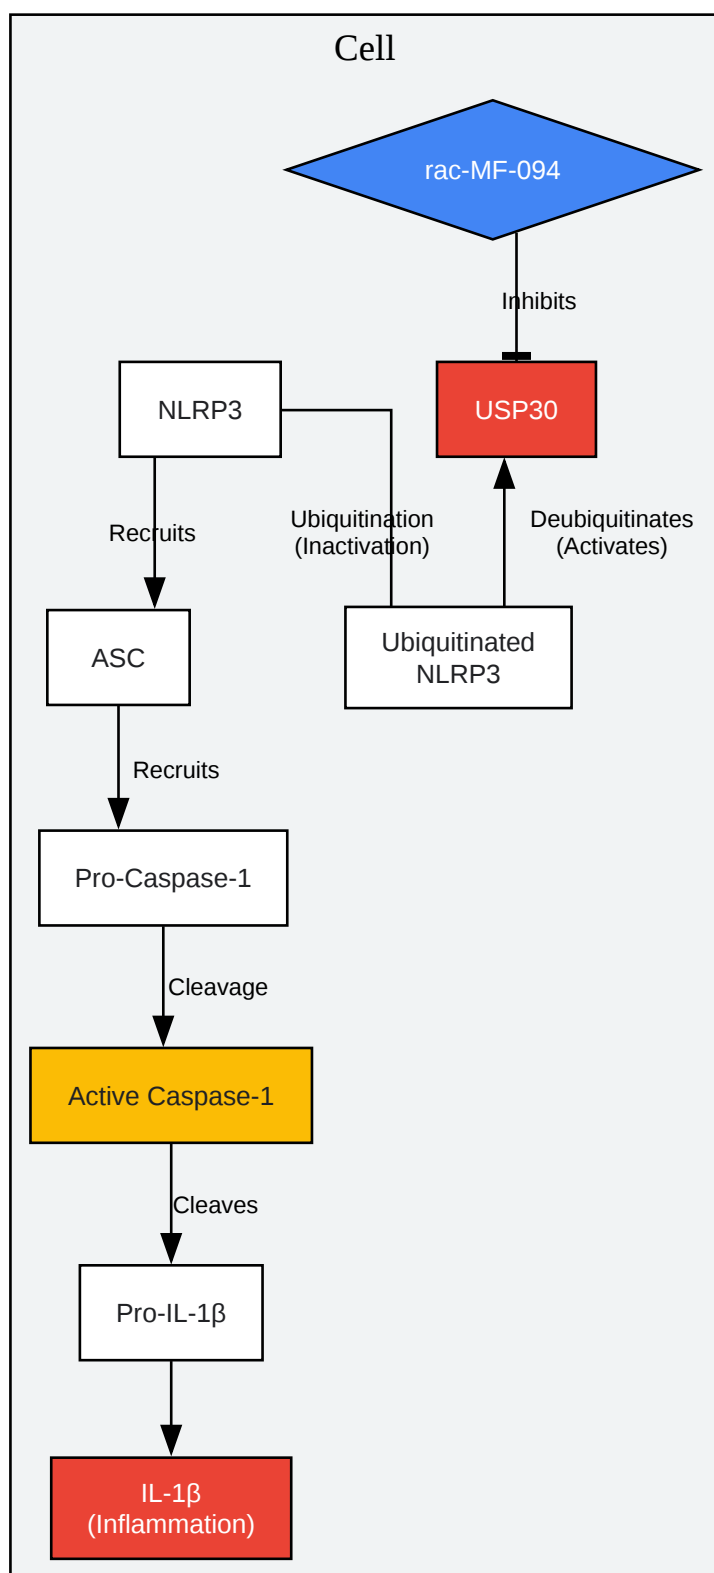 Cell
rac-MF-094
Inhibits
NLRP3
USP30
Recruits
Ubiquitination
(Inactivation)
Deubiquitinates
(Activates)
ASC
Ubiquitinated
NLRP3
Recruits
Pro-Caspase-1
Cleavage
Active Caspase-1
Cleaves
Pro-IL-1β
IL-1β
(Inflammation)